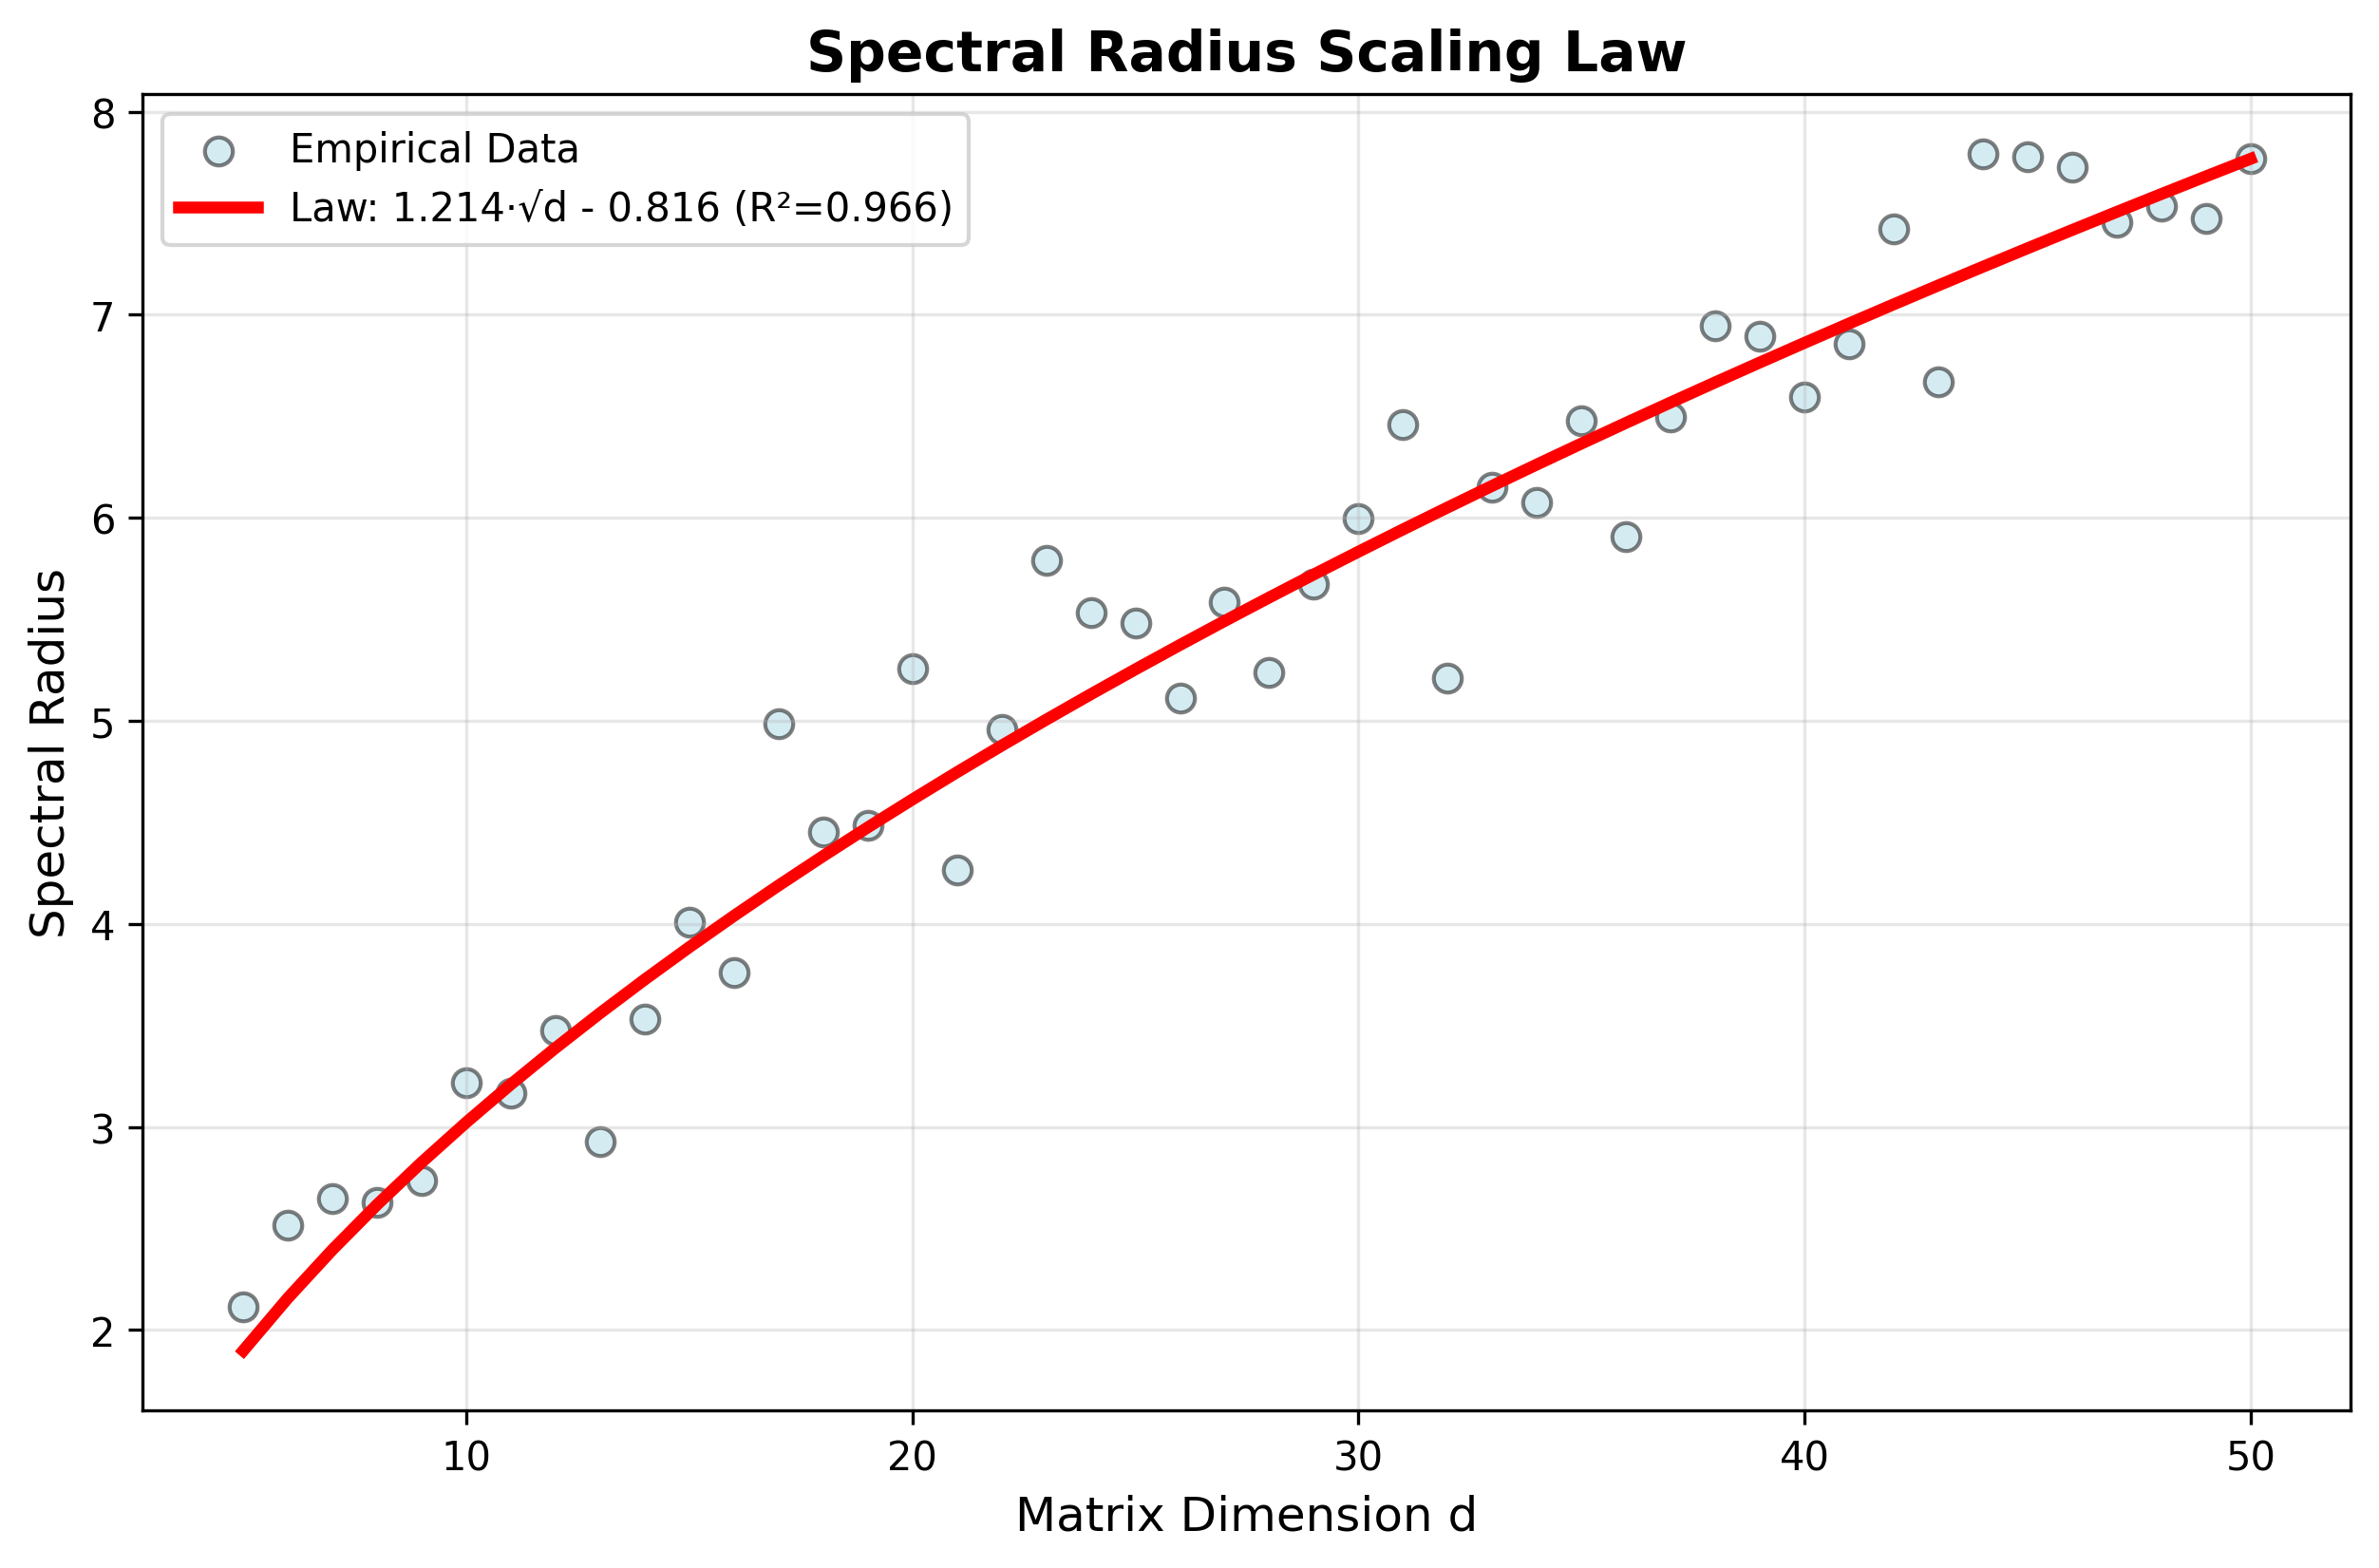 Spectral Radius Scaling Law
Empirical Data
Law: 1.214·√d - 0.816 (R²=0.966)
8
7
6
5
4
3
2
Spectral Radius
10 20 30 40 50
Matrix Dimension d